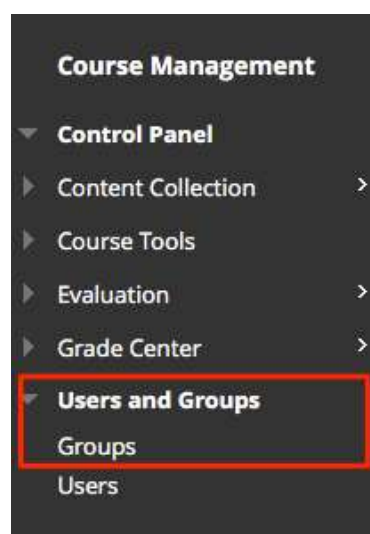 Course Management
Control Panel
Content Collection
Course Tools
Evaluation
Grade Center
Users and Groups
Groups
Users